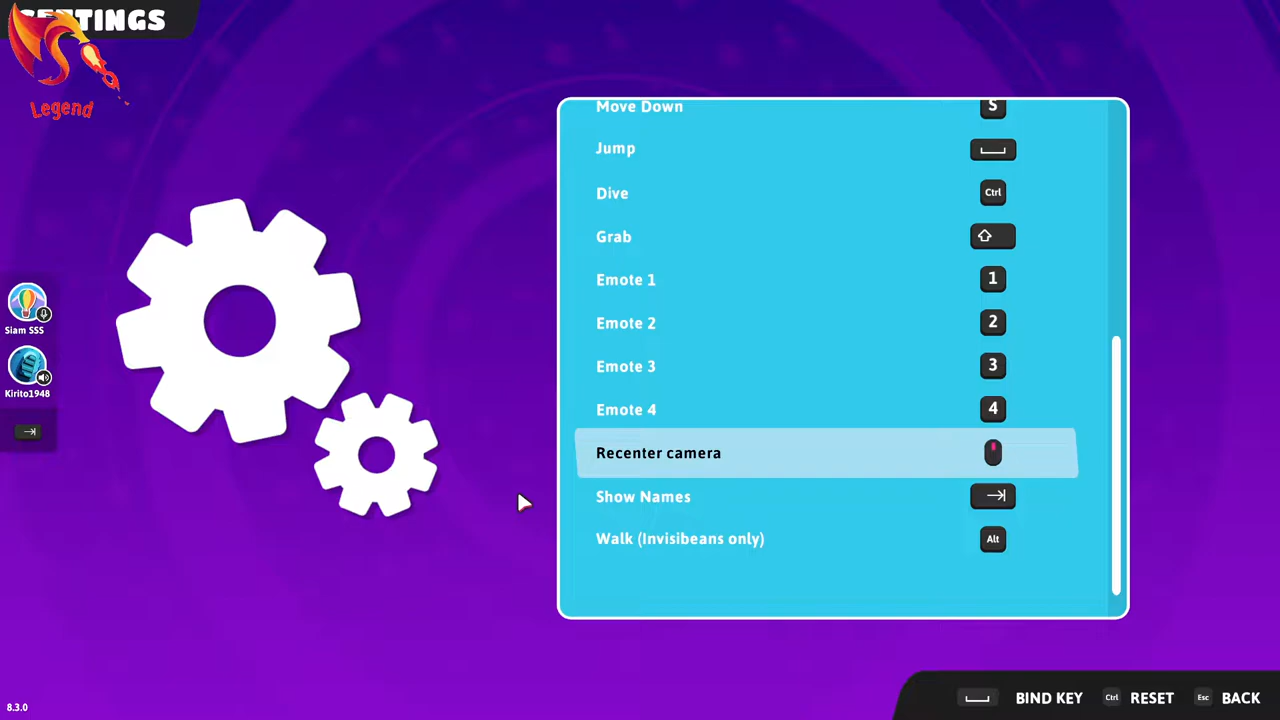 SETTINGS
Legend
Move Down S
Jump
Dive Ctrl
Grab
Emote 1 1
Emote 2 2
Emote 3 3
Emote 4 4
Recenter camera
Show Names
Walk (Invisibeans only) Alt
Siam SSS
Kirito1948
8.3.0
BIND KEY Ctrl RESET Esc BACK